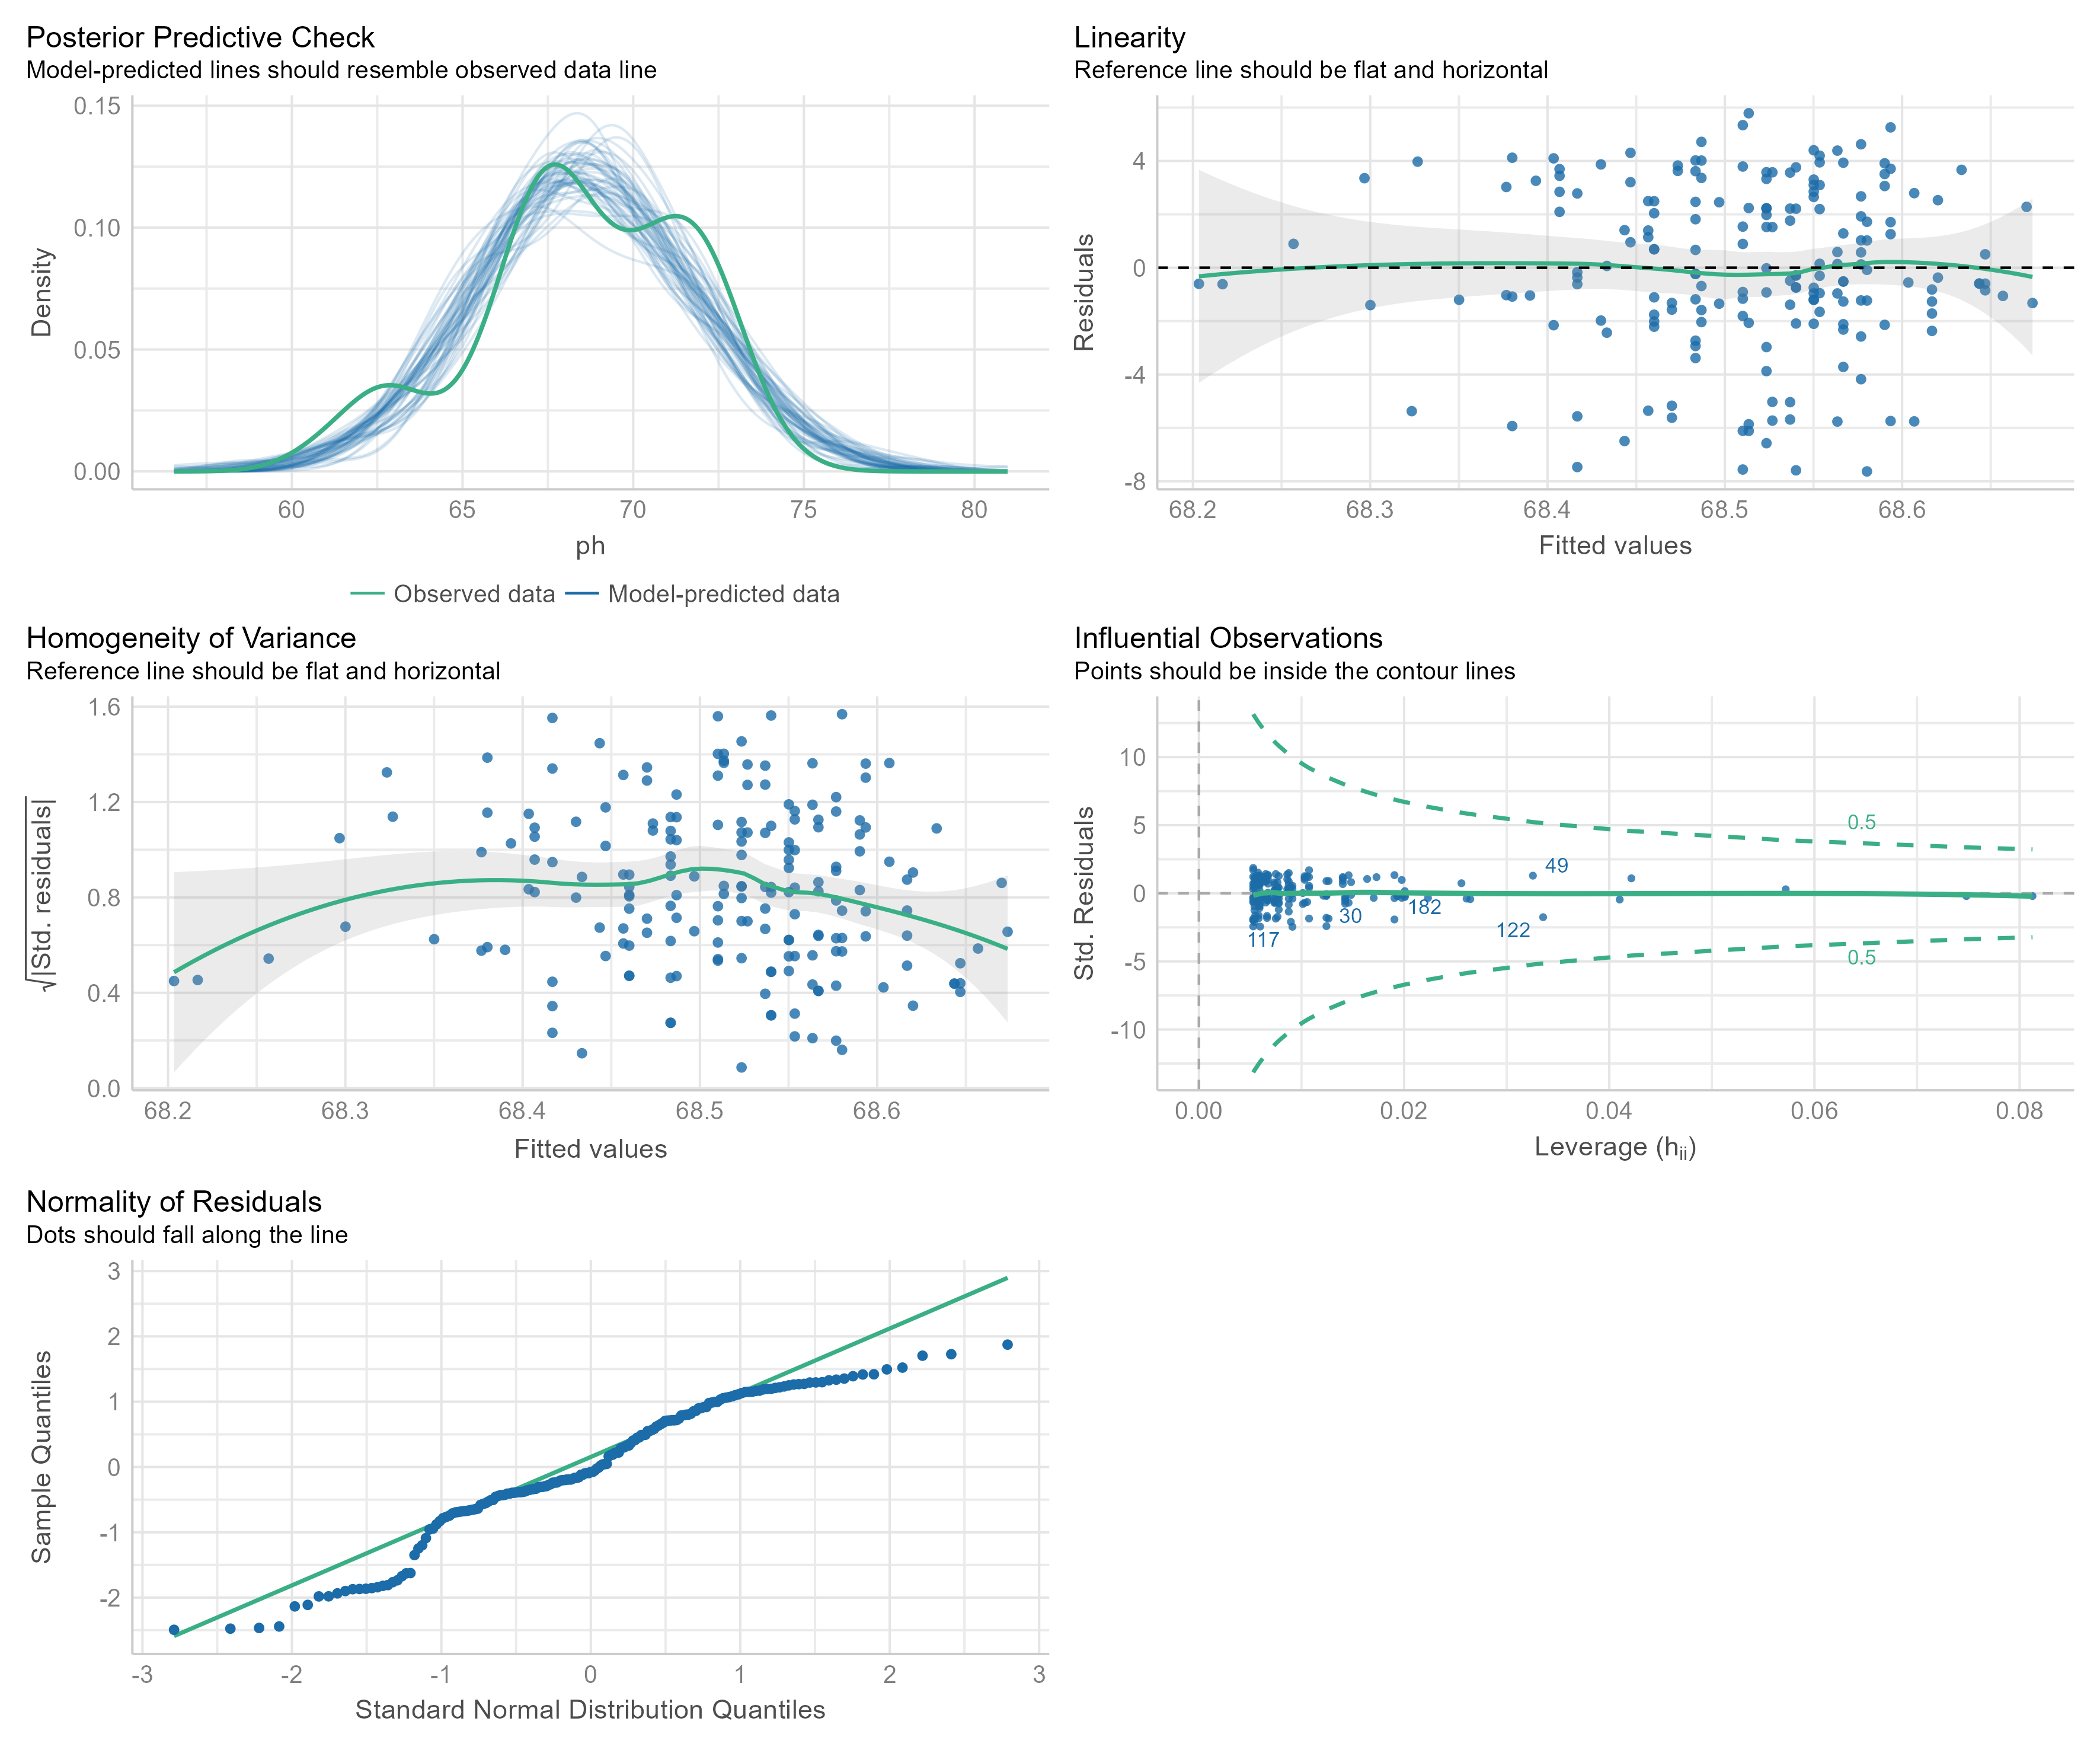 Posterior Predictive Check
Model-predicted lines should resemble observed data line
0.15
0.10
0.05
0.00
Density
60 65 70 75 80
ph
Observed data Model-predicted data
Linearity
Reference line should be flat and horizontal
4
0
-4
-8
Residuals
68.2 68.3 68.4 68.5 68.6
Fitted values
Homogeneity of Variance
Reference line should be flat and horizontal
1.6
1.2
0.8
0.4
0.0
√|Std. residuals|
68.2 68.3 68.4 68.5 68.6
Fitted values
Influential Observations
Points should be inside the contour lines
10
5
0
-5
-10
Std. Residuals
0.5
49
182
30
122
117
0.5
0.00 0.02 0.04 0.06 0.08
Leverage (hii)
Normality of Residuals
Dots should fall along the line
3
2
1
0
-1
-2
Sample Quantiles
-3 -2 -1 0 1 2 3
Standard Normal Distribution Quantiles